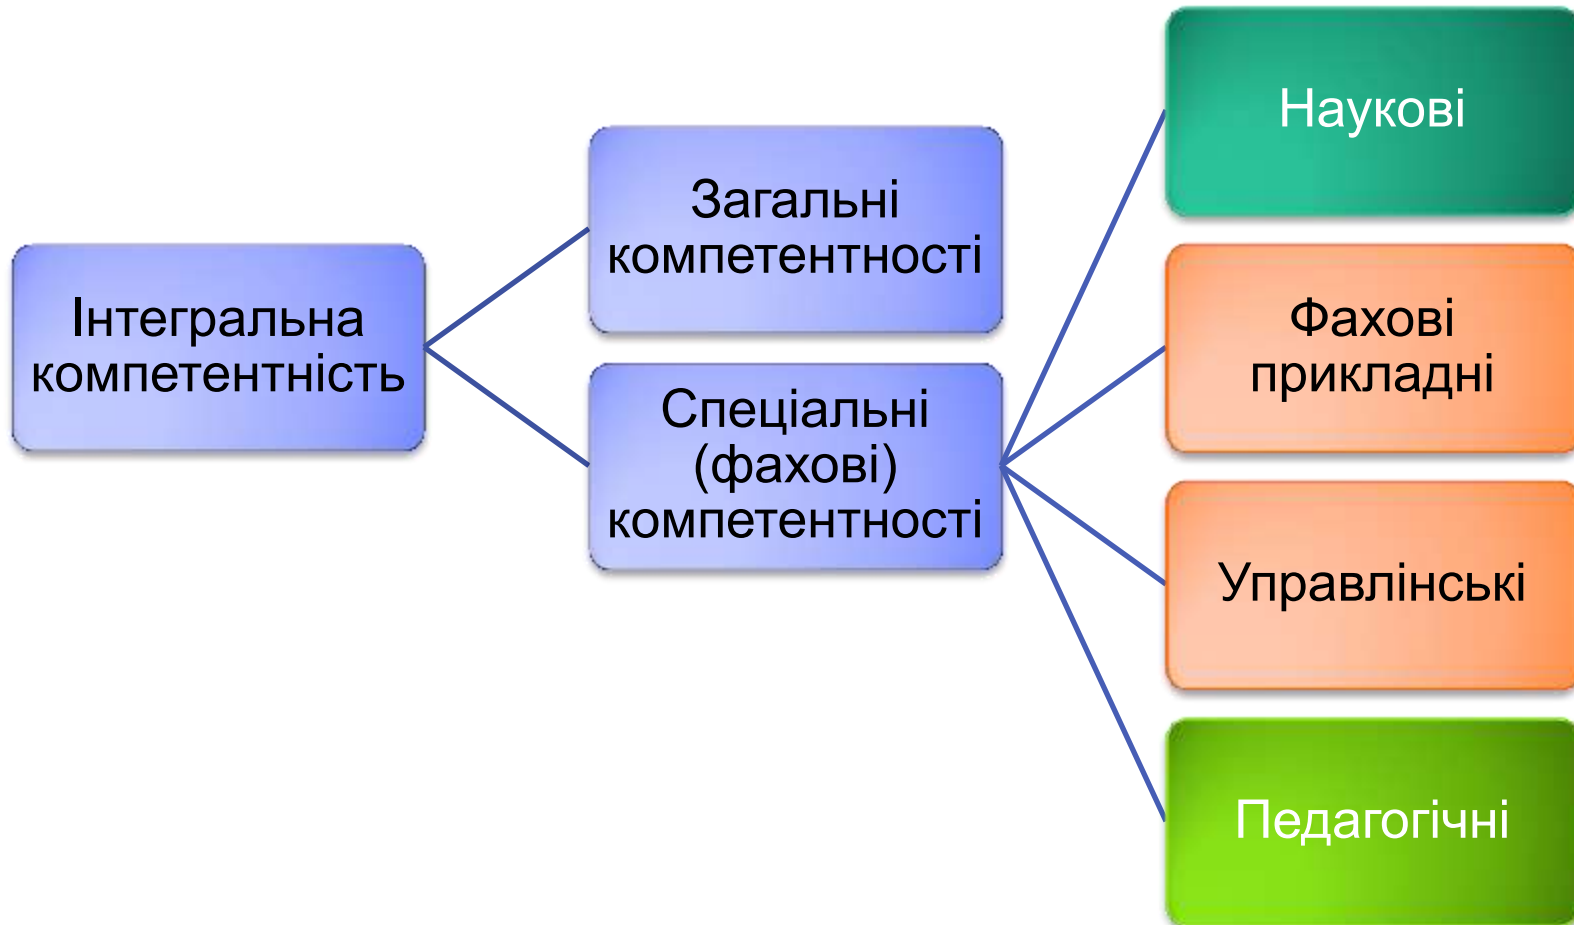 Інтегральна
компетентність
Загальні
компетентності
Спеціальні
(фахові)
компетентності
Наукові
Фахові
прикладні
Управлінські
Педагогічні